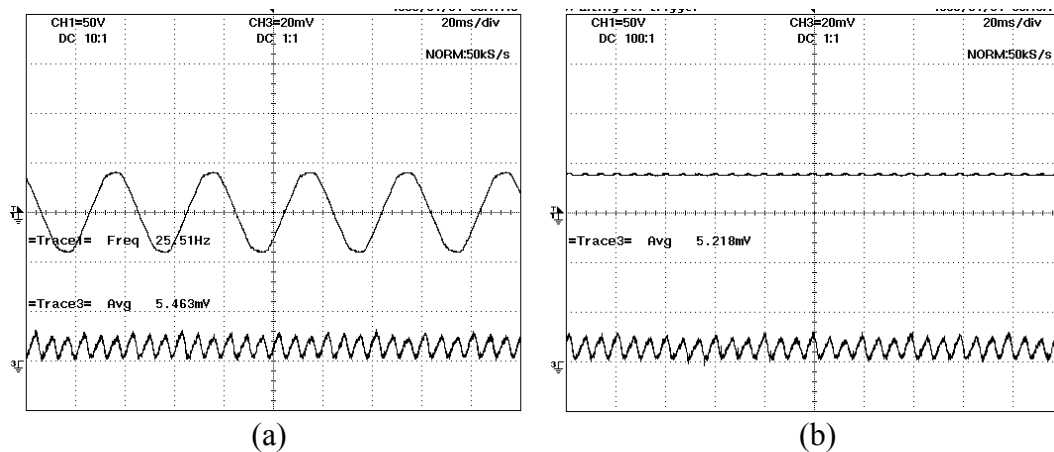 CH1=50V CH3=20mV 20ms/div
DC 10:1 DC 1:1
NORM:50kS/s
=Trace1= Freq 25.51Hz
=Trace3= Avg 5.463mV
3
(a)
CH1=50V CH3=20mV 20ms/div
DC 100:1 DC 1:1
NORM:50kS/s
=Trace3= Avg 5.218mV
3
(b)